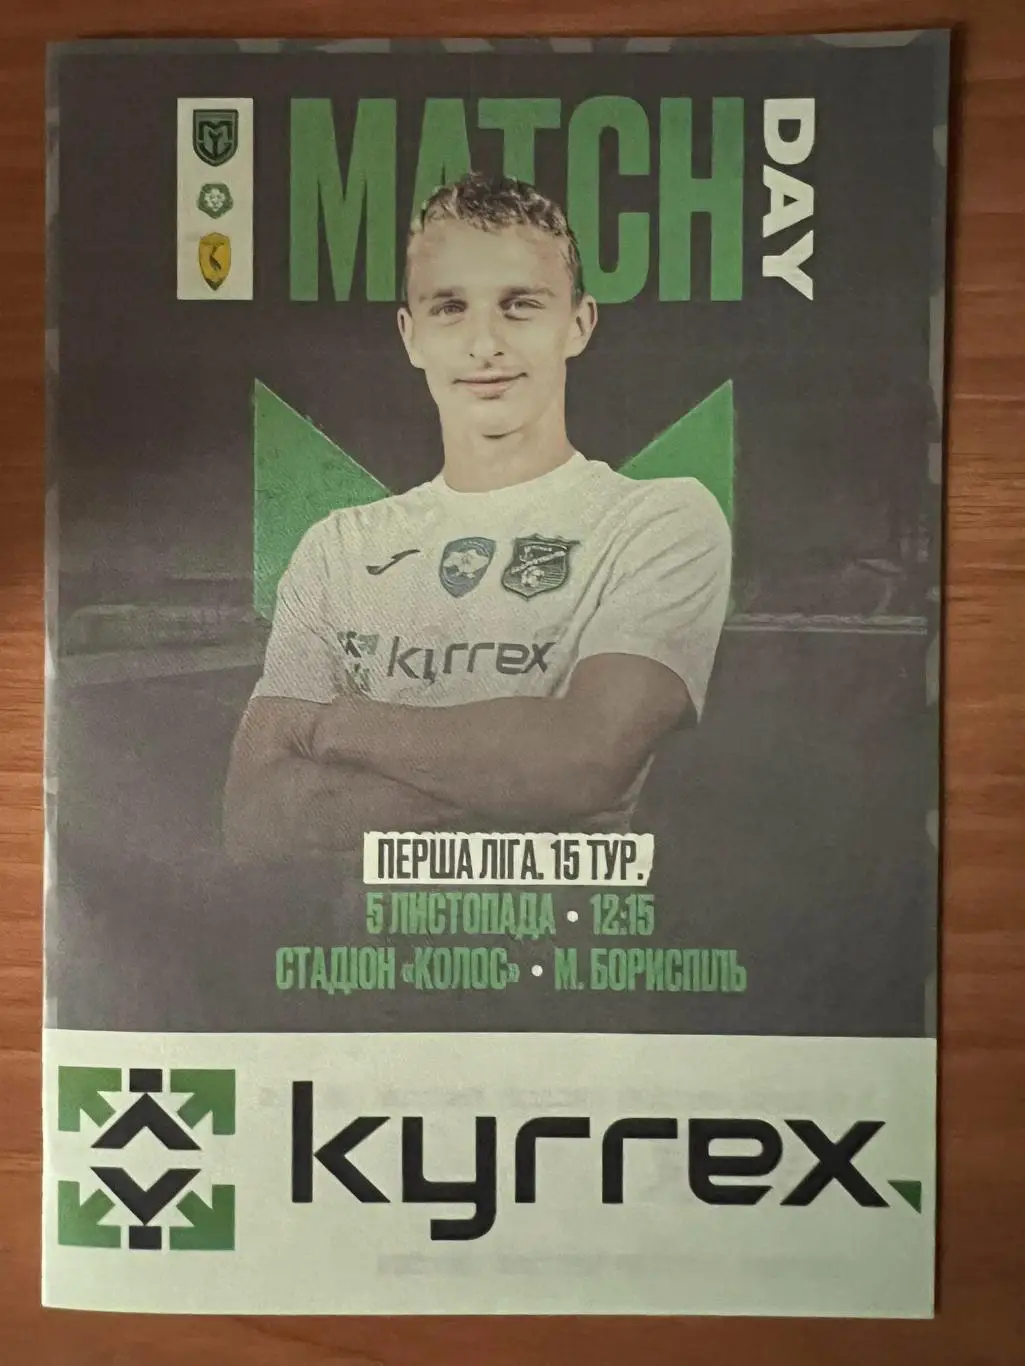 MATCH
DAY
kyrrex
ПЕРША ЛІГА. 15 ТУР.
5 ЛИСТОПАДА • 12:15
СТАДІОН «КОЛОС» • М. БОРИСПІЛЬ
kyrrex